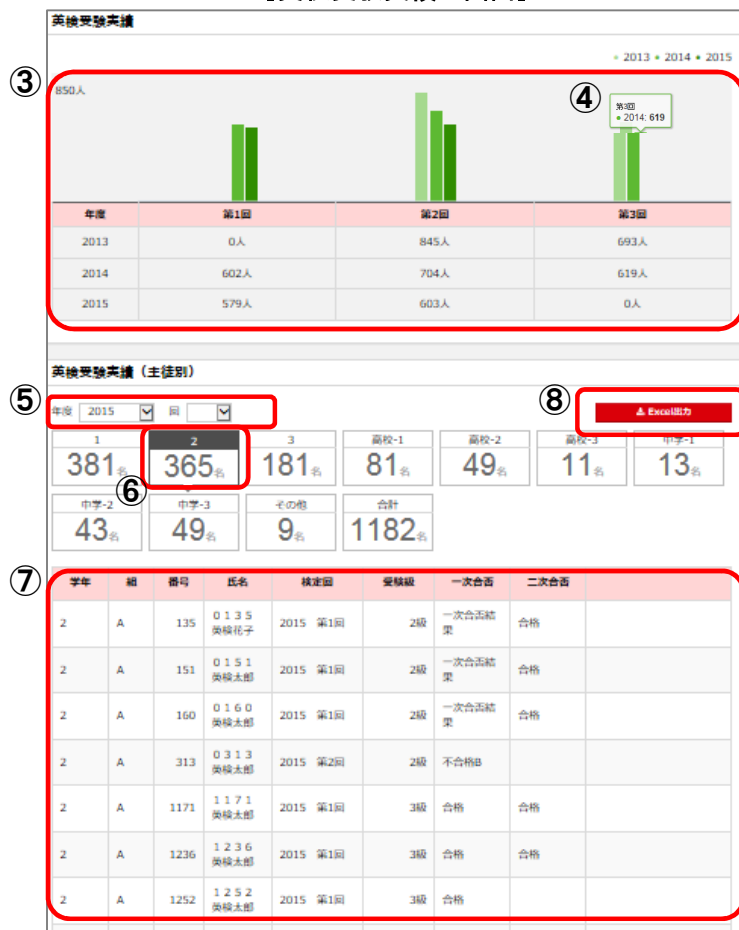 英検受験実績
2013 2014 2015
③
850人
④
第3回
2014: 619
年度 第1回 第2回 第3回
2013 0人 845人 693人
2014 602人 704人 619人
2015 579人 603人 0人
英検受験実績（生徒別）
⑤ 年度 2015 回
⑧ Excel出力
1 2 3 高校-1 高校-2 高校-3 中学-1
381名 365名 181名 81名 49名 11名 13名
⑥
中学-2 中学-3 その他 合計
43名 49名 9名 1182名
⑦
学年 組 番号 氏名 検定回 受験級 一次合否 二次合否
2 A 135 0135 英検花子 2015 第1回 2級 一次合否結果 合格
2 A 151 0151 英検太郎 2015 第1回 2級 一次合否結果 合格
2 A 160 0160 英検太郎 2015 第1回 2級 一次合否結果 合格
2 A 313 0313 英検太郎 2015 第2回 2級 不合格B
2 A 1171 1171 英検太郎 2015 第1回 3級 合格 合格
2 A 1236 1236 英検太郎 2015 第1回 3級 合格 合格
2 A 1252 1252 英検太郎 2015 第1回 3級 合格